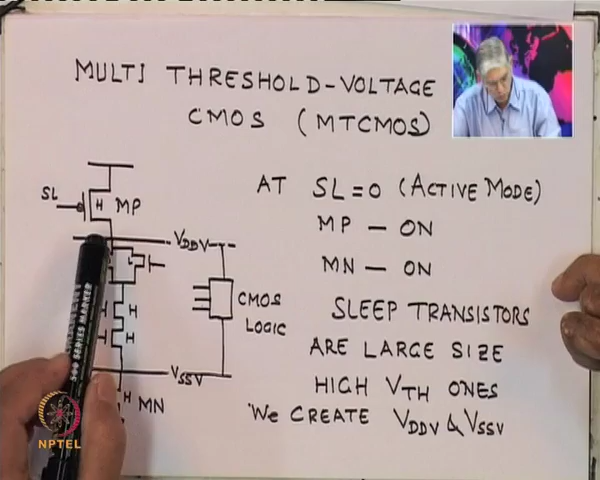 MULTI THRESHOLD-VOLTAGE
CMOS (MTCMOS)
AT SL=0 (ACTIVE MODE)
MP — ON
MN — ON
SLEEP TRANSISTORS
ARE LARGE SIZE
HIGH VTH ONES
WE CREATE VDDV & VSSV
SL
H MP
VDDV
CMOS
LOGIC
H
H
VSSV
H MN
NPTEL